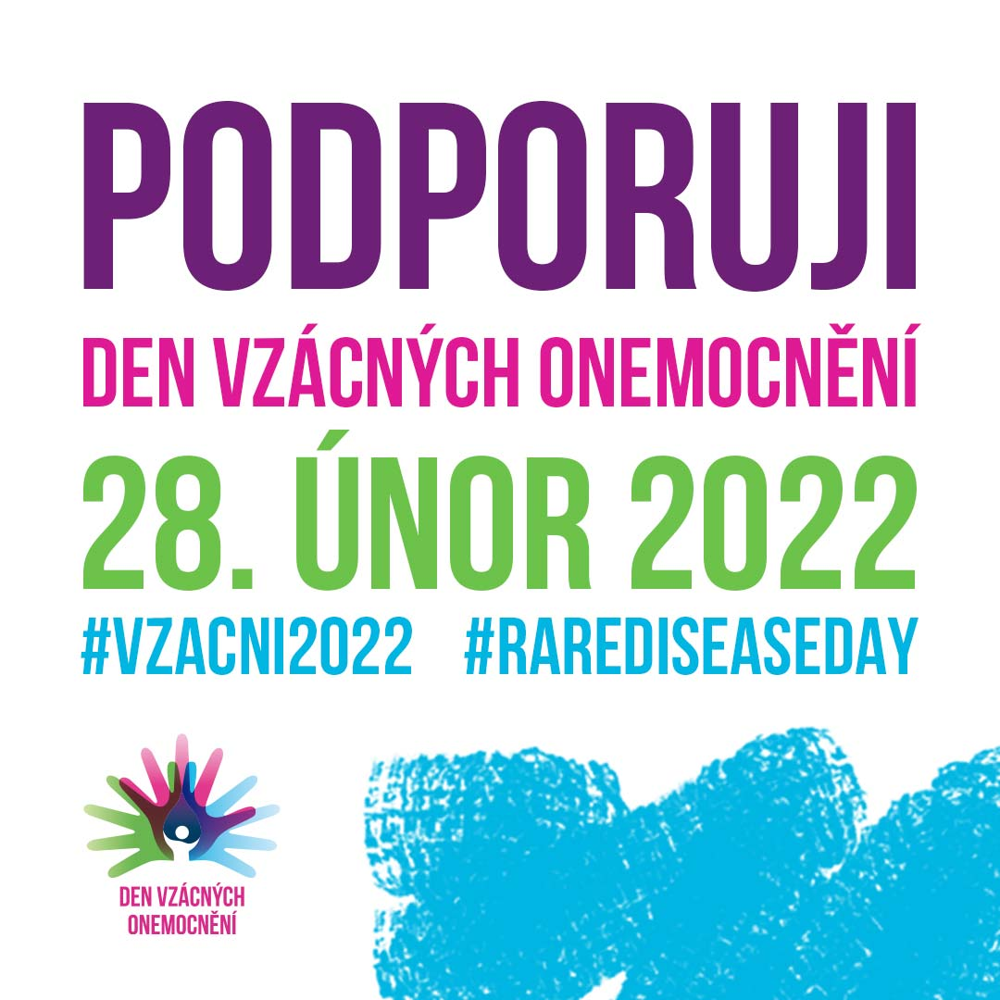 PODPORUJI
DEN VZÁCNÝCH ONEMOCNĚNÍ
28. ÚNOR 2022
#VZACNI2022 #RAREDISEASEDAY
DEN VZÁCNÝCH
ONEMOCNĚNÍ